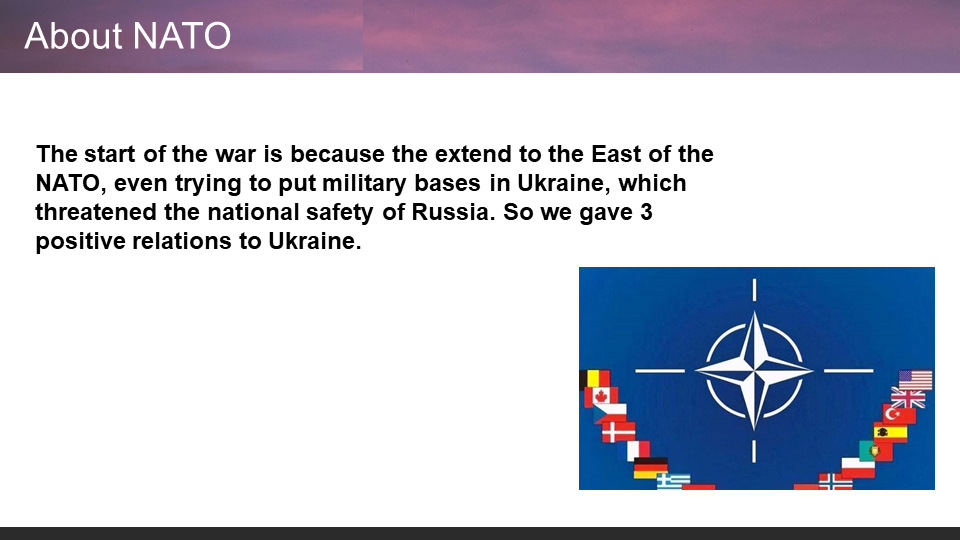 About NATO
The start of the war is because the extend to the East of the
NATO, even trying to put military bases in Ukraine, which
threatened the national safety of Russia. So we gave 3
positive relations to Ukraine.